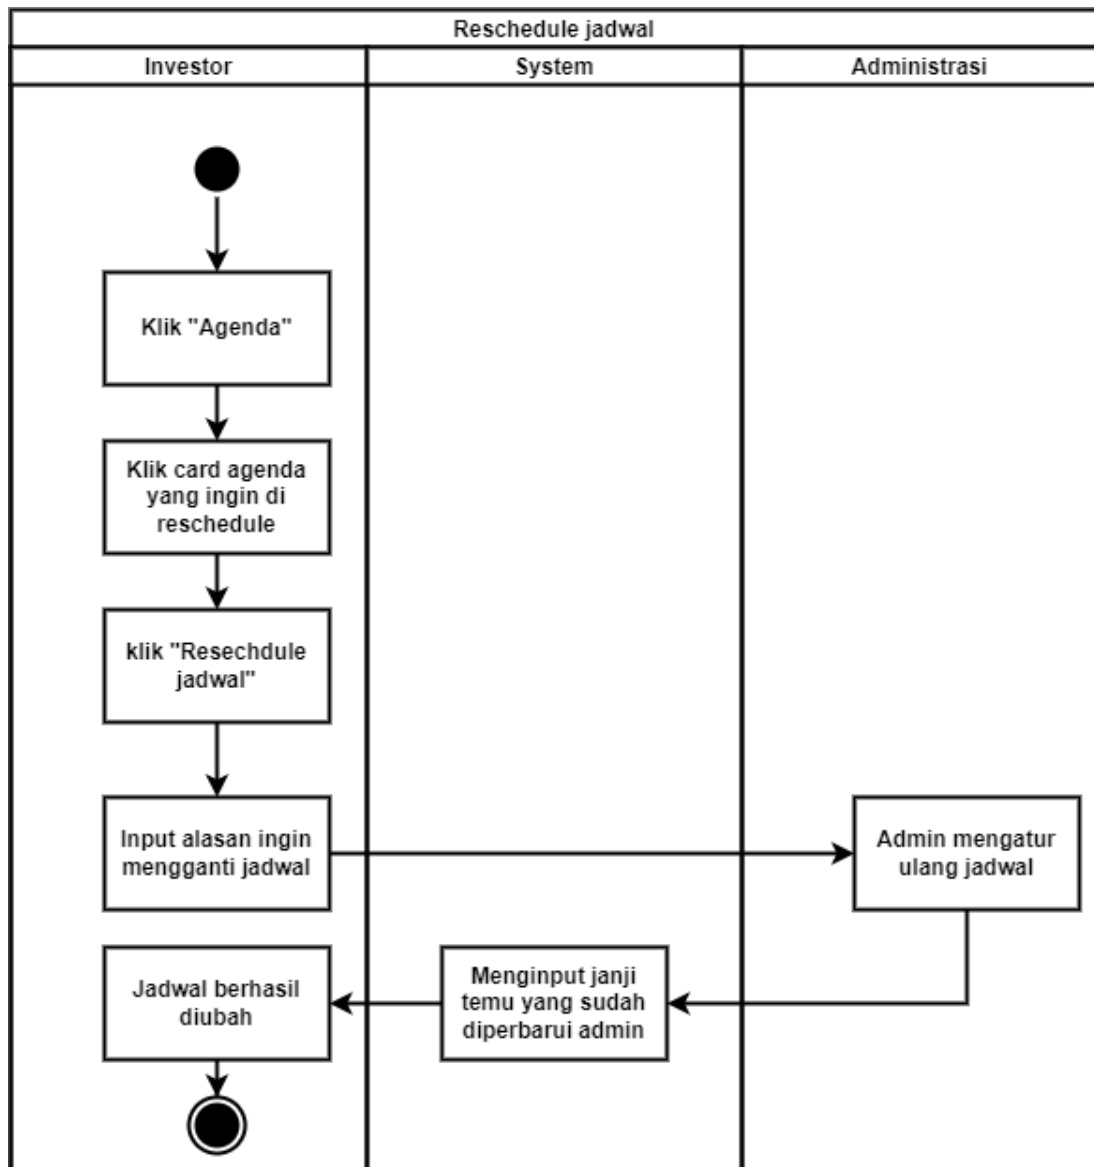 Reschedule jadwal
Investor
System
Administrasi
Klik "Agenda"
Klik card agenda
yang ingin di
reschedule
klik "Resechdule
jadwal"
Input alasan ingin
mengganti jadwal
Admin mengatur
ulang jadwal
Menginput janji
temu yang sudah
diperbarui admin
Jadwal berhasil
diubah